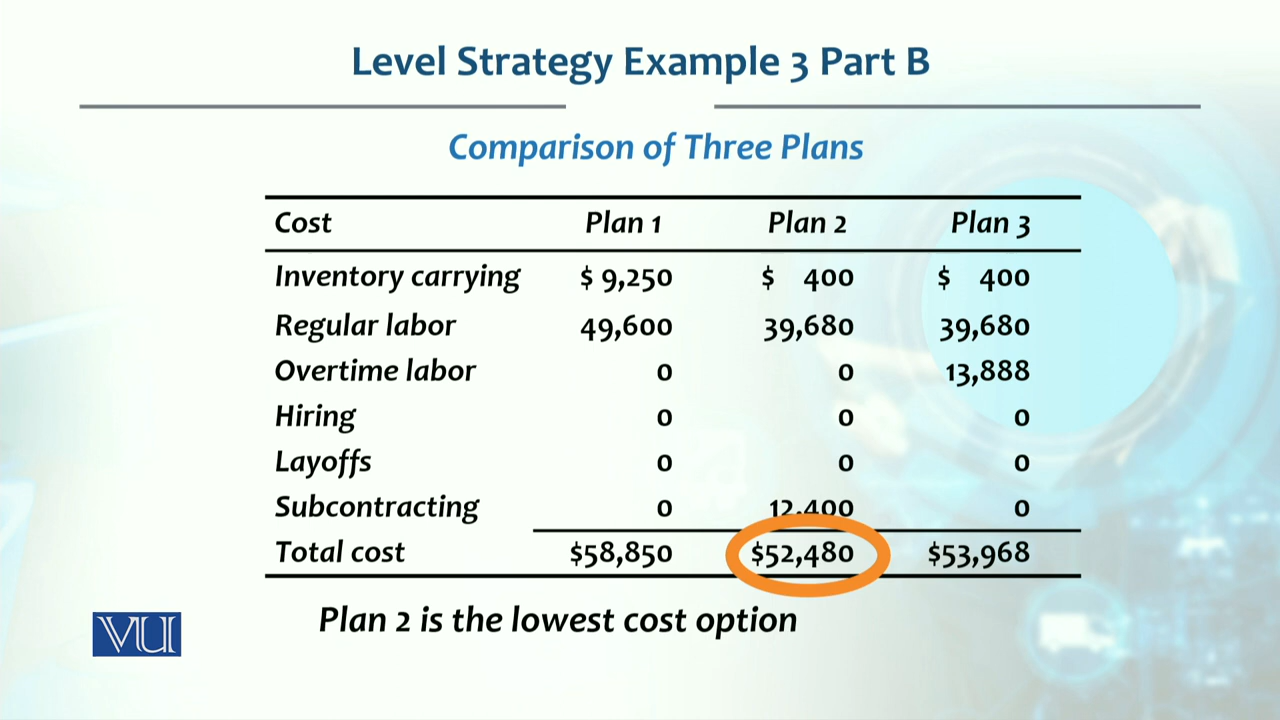 Level Strategy Example 3 Part B
Comparison of Three Plans
Cost Plan 1 Plan 2 Plan 3
Inventory carrying $ 9,250 $ 400 $ 400
Regular labor 49,600 39,680 39,680
Overtime labor 0 0 13,888
Hiring 0 0 0
Layoffs 0 0 0
Subcontracting 0 12,400 0
Total cost $58,850 $52,480 $53,968
Plan 2 is the lowest cost option
VU